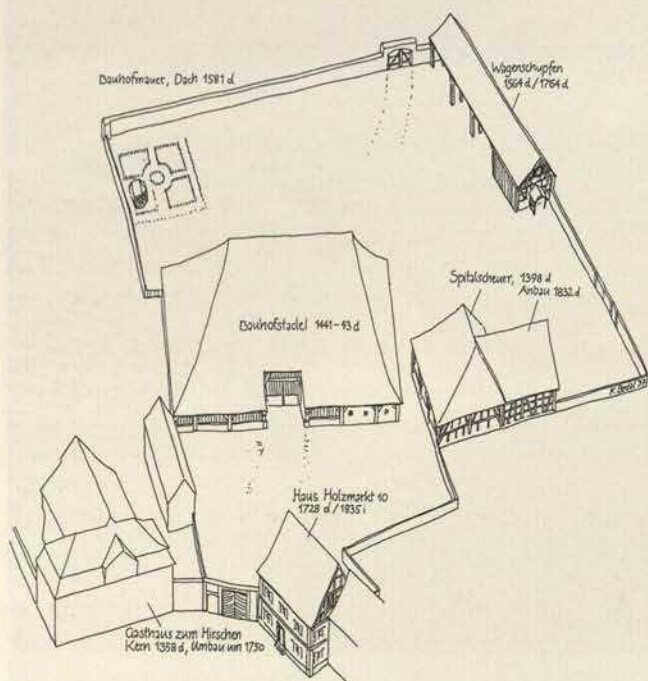 Bauhofmauer, Dach 1581 d
Wagenschupfen
1564 d / 1764 d
Spitalscheuer, 1398 d
Anbau 1832 d
Bauhofstadel 1441-43 d
Haus Holzmarkt 10
1728 d / 1835 i
Gasthaus zum Hirschen
Kern 1358 d, Umbau um 1750